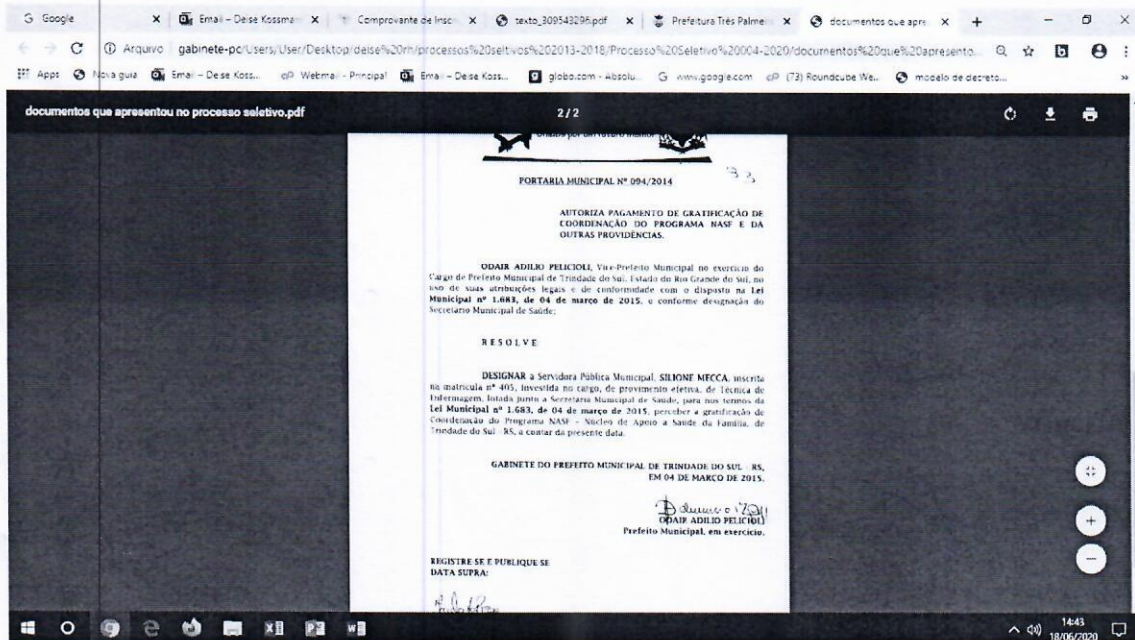 Google
Email – Deise Kossma
Comprovante de Insc
texto_309543296.pdf
Prefeitura Três Palme
documentos que apre
Arquivo | gabinete-pc/Users/User/Desktop/deise%20rh/processos%20seltivos%202013-2018/Processo%20Seletivo%20004-2020/documentos%20que%20apresento...
Apps Nova guia Email – Deise Koss... Webmail - Principal Email – Deise Koss... globo.com - Absolu... www.google.com (73) Roundcube We... modelo de decreto...
documentos que apresentou no processo seletivo.pdf 2 / 2
33
PORTARIA MUNICIPAL Nº 094/2014
AUTORIZA PAGAMENTO DE GRATIFICAÇÃO DE
COORDENAÇÃO DO PROGRAMA NASF E DA
OUTRAS PROVIDÊNCIAS.
ODAIR ADILIO PELICIOLI, Vice-Prefeito Municipal no exercício do
Cargo de Prefeito Municipal de Trindade do Sul, Estado do Rio Grande do Sul, no
uso de suas atribuições legais e de conformidade com o disposto na Lei
Municipal nº 1.683, de 04 de março de 2015, e conforme designação do
Secretário Municipal de Saúde;
R E S O L V E
DESIGNAR a Servidora Pública Municipal, SILIONE MECCA, inscrita
na matrícula nº 405, investida no cargo, de provimento efetiva, de Técnica de
Enfermagem, lotada junto a Secretaria Municipal de Saúde, para nos termos da
Lei Municipal nº 1.683, de 04 de março de 2015, perceber a gratificação de
Coordenação do Programa NASF - Núcleo de Apoio a Saúde da Família, de
Trindade do Sul - RS, a contar da presente data.
GABINETE DO PREFEITO MUNICIPAL DE TRINDADE DO SUL - RS,
EM 04 DE MARÇO DE 2015.
ODAIR ADILIO PELICIOLI
Prefeito Municipal, em exercício.
REGISTRE SE E PUBLIQUE SE
DATA SUPRA:
14:43
18/06/2020